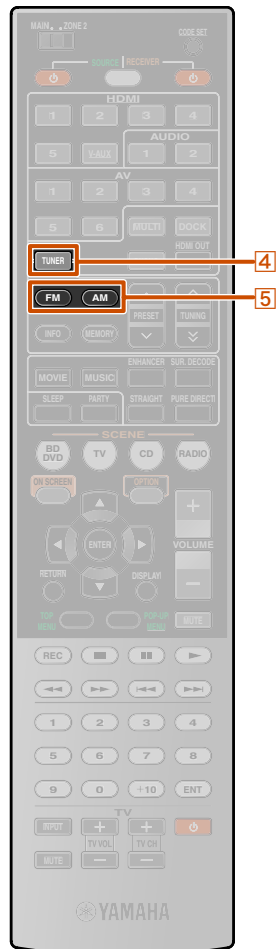 MAIN ZONE 2 CODE SET
SOURCE RECEIVER
HDMI
1 2 3 4
AUDIO
5 V-AUX 1 2
AV
1 2 3 4
5 6 MULTI DOCK
HDMI OUT
TUNER 4
FM AM 5
PRESET TUNING
INFO MEMORY
ENHANCER SUR. DECODE
MOVIE MUSIC
SLEEP PARTY STRAIGHT PURE DIRECT
SCENE
BD
DVD TV CD RADIO
ON SCREEN OPTION
+
ENTER VOLUME
RETURN DISPLAY
−
TOP
MENU POP-UP
MENU MUTE
REC
1 2 3 4
5 6 7 8
9 0 +10 ENT
TV
INPUT + +
TV VOL TV CH
MUTE − −
YAMAHA